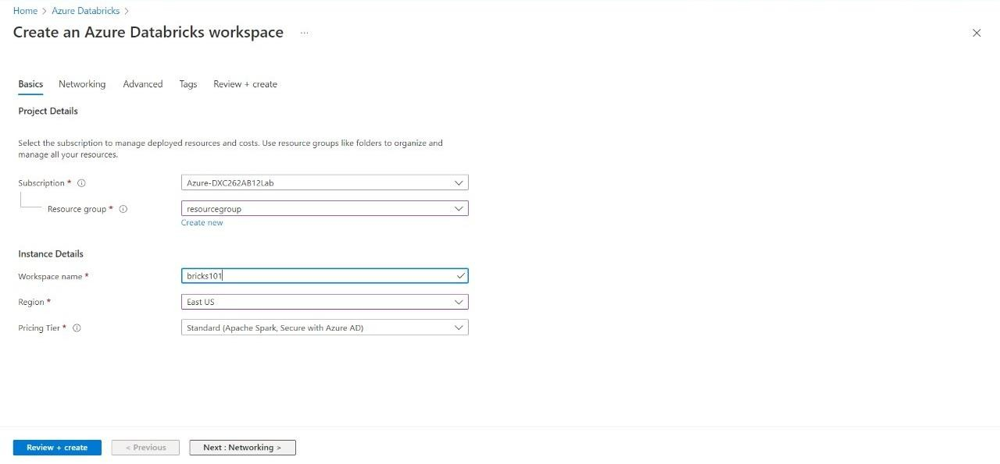 Home > Azure Databricks >
Create an Azure Databricks workspace ...
Basics Networking Advanced Tags Review + create
Project Details
Select the subscription to manage deployed resources and costs. Use resource groups like folders to organize and
manage all your resources.
Subscription * Azure-DXC262AB12Lab
Resource group * resourcegroup
Create new
Instance Details
Workspace name * bricks101
Region * East US
Pricing Tier * Standard (Apache Spark, Secure with Azure AD)
Review + create < Previous Next : Networking >